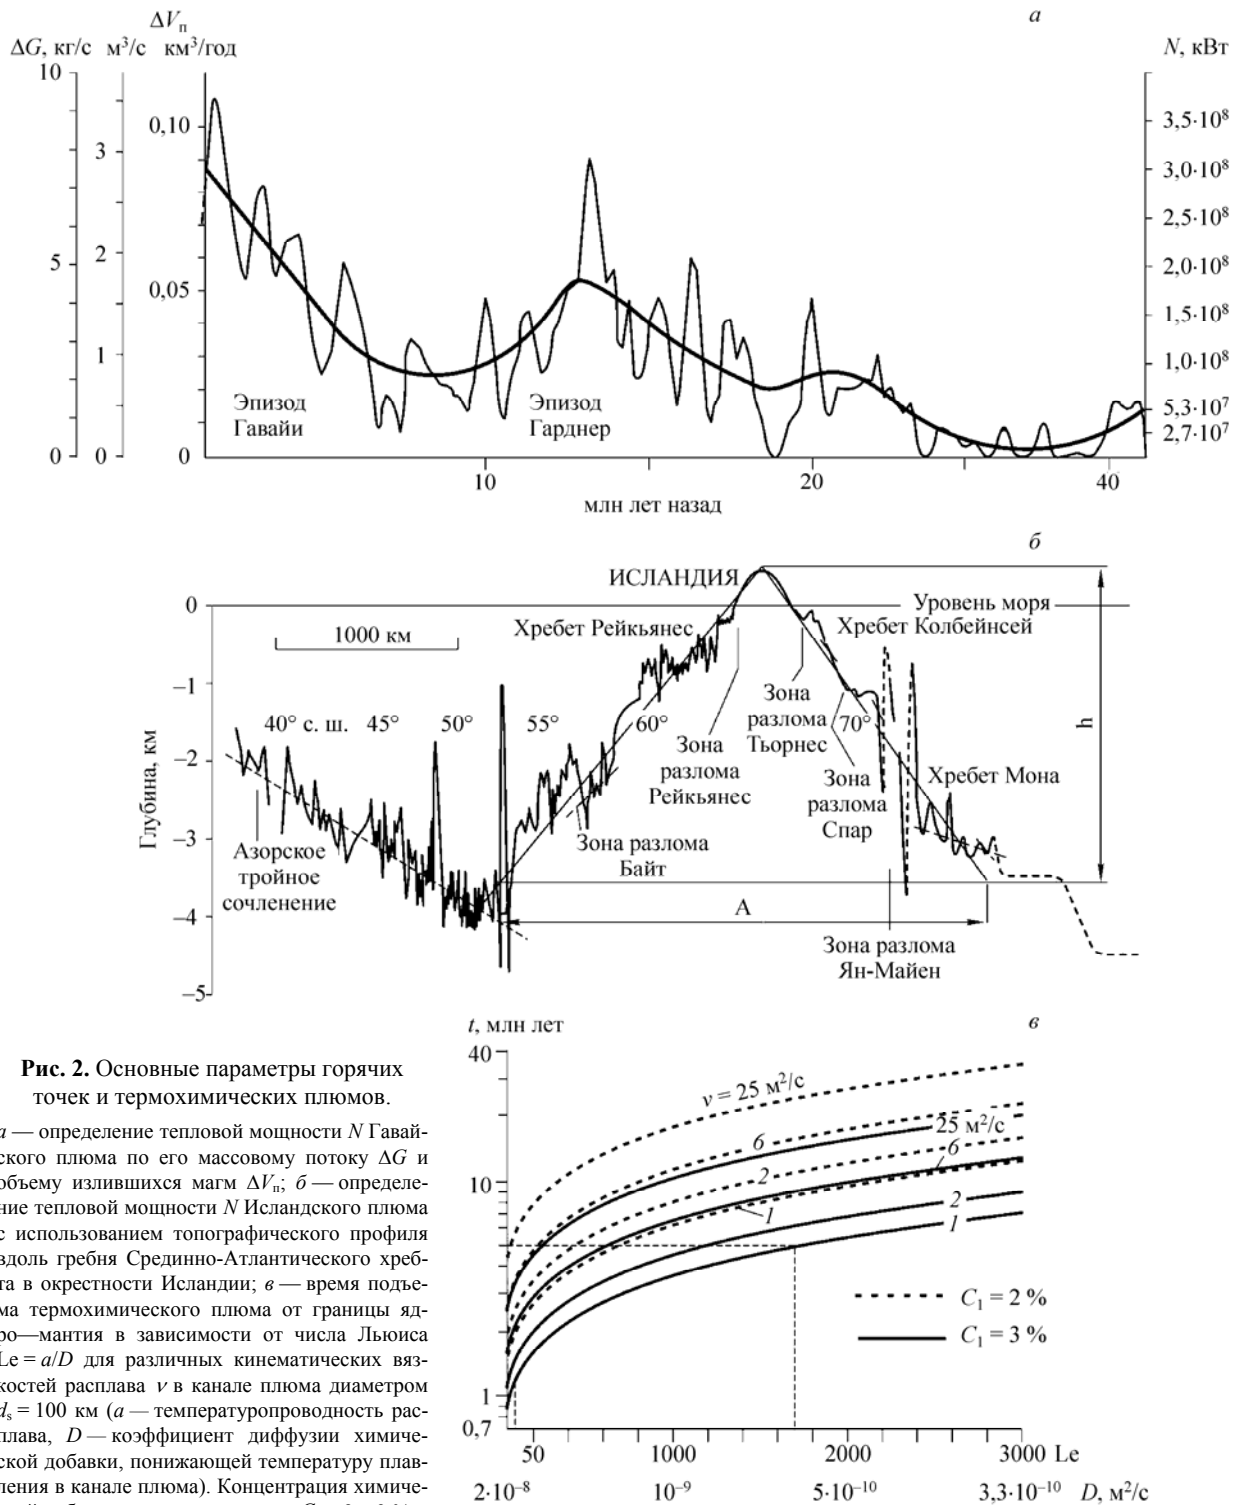 а
ΔVп
ΔG, кг/с м³/с км³/год
N, кВт
10
5
0
3
2
1
0
0,10
0,05
0
3,5·10⁸
3,0·10⁸
2,5·10⁸
2,0·10⁸
1,5·10⁸
1,0·10⁸
5,3·10⁷
2,7·10⁷
Эпизод
Гавайи
Эпизод
Гарднер
10
20
40
млн лет назад
б
ИСЛАНДИЯ
0
Уровень моря
1000 км
Хребет Рейкьянес
Хребет Колбейнсей
–1
40° с. ш. 45° 50° 55° 60° 70°
Зона
разлома
Тьорнес
Зона
разлома
Рейкьянес
Зона
разлома
Спар
h
–2
Хребет Мона
Глубина, км
–3
Азорское
тройное
сочленение
Зона разлома
Байт
–4
А
Зона разлома
Ян-Майен
–5
t, млн лет
в
40
10
1
0,7
ν = 25 м²/с
6
2
1
25 м²/с
6
2
1
C₁ = 2 %
C₁ = 3 %
50 1000 2000 3000 Le
2·10⁻⁸ 10⁻⁹ 5·10⁻¹⁰ 3,3·10⁻¹⁰ D, м²/с
Рис. 2. Основные параметры горячих
точек и термохимических плюмов.
а — определение тепловой мощности N Гавай-
ского плюма по его массовому потоку ΔG и
объему излившихся магм ΔVп; б — определе-
ние тепловой мощности N Исландского плюма
с использованием топографического профиля
вдоль гребня Срединно-Атлантического хреб-
та в окрестности Исландии; в — время подъе-
ма термохимического плюма от границы яд-
ро—мантия в зависимости от числа Льюиса
Le = a/D для различных кинематических вяз-
костей расплава ν в канале плюма диаметром
dₛ = 100 км (a — температуропроводность рас-
плава, D — коэффициент диффузии химиче-
ской добавки, понижающей температуру плав-
ления в канале плюма). Концентрация химиче-